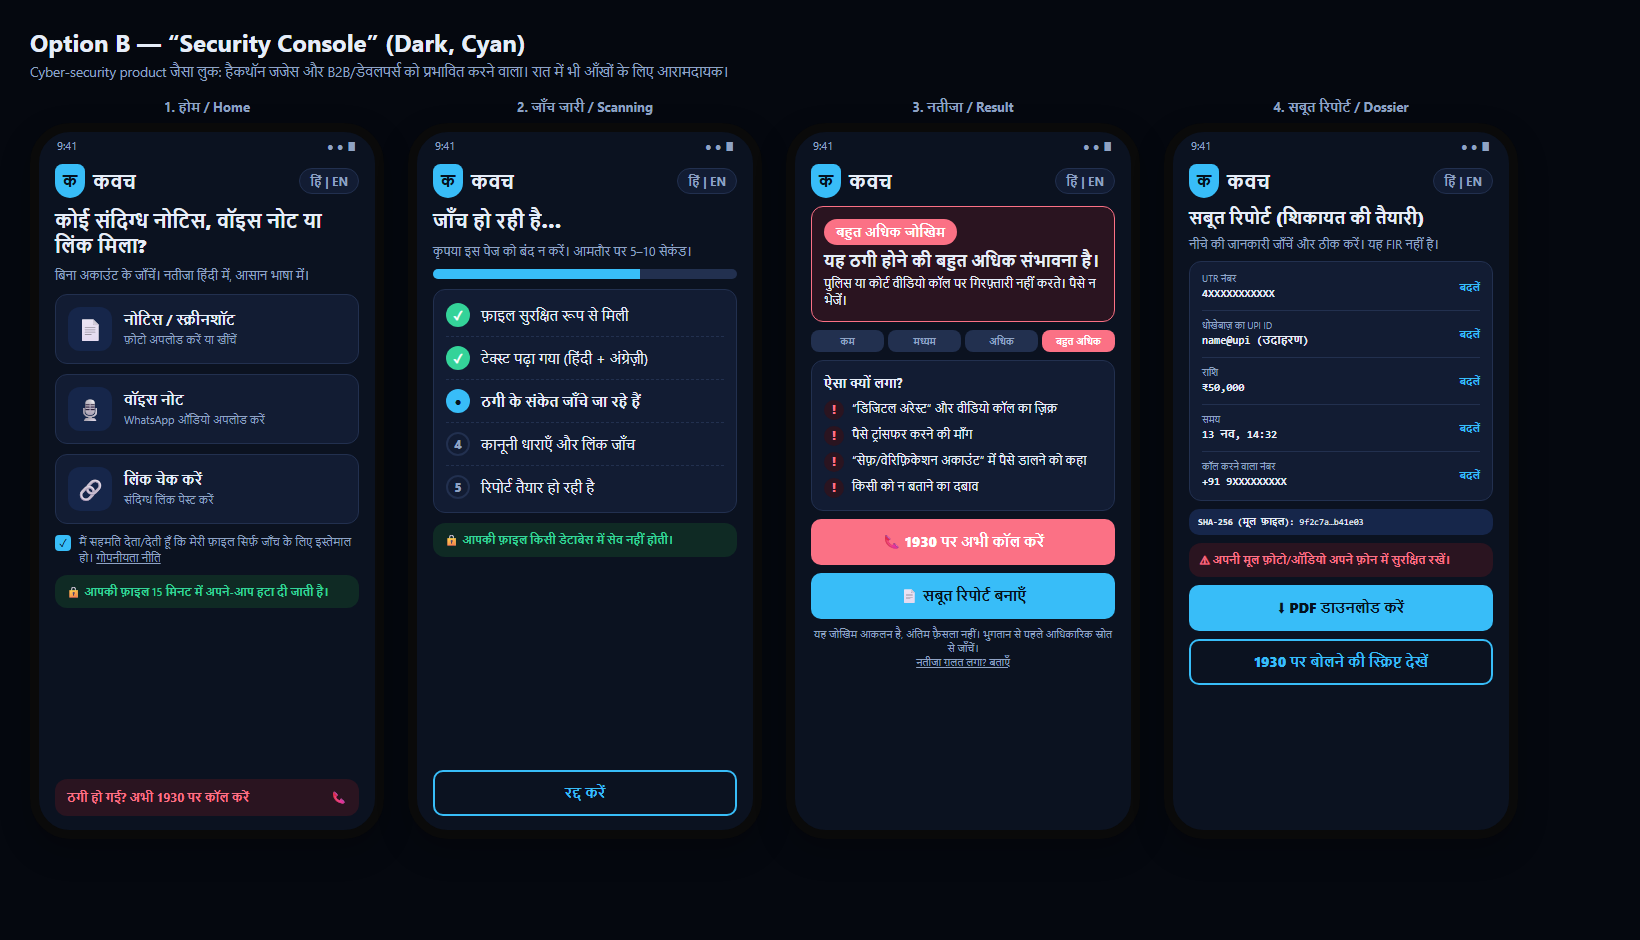 Option B — “Security Console” (Dark, Cyan)
Cyber-security product जैसा लुक: हैकथॉन जजेस और B2B/डेवलपर्स को प्रभावित करने वाला। रात में भी आँखों के लिए आरामदायक।
1. होम / Home
9:41
क कवच
हिं | EN
कोई संदिग्ध नोटिस, वॉइस नोट या
लिंक मिला?
बिना अकाउंट के जाँचें। नतीजा हिंदी में, आसान भाषा में।
नोटिस / स्क्रीनशॉट
फ़ोटो अपलोड करें या खींचें
वॉइस नोट
WhatsApp ऑडियो अपलोड करें
लिंक चेक करें
संदिग्ध लिंक पेस्ट करें
मैं सहमति देता/देती हूँ कि मेरी फ़ाइल सिर्फ़ जाँच के लिए इस्तेमाल
हो। गोपनीयता नीति
आपकी फ़ाइल 15 मिनट में अपने-आप हटा दी जाती है।
ठगी हो गई? अभी 1930 पर कॉल करें
2. जाँच जारी / Scanning
9:41
क कवच
हिं | EN
जाँच हो रही है…
कृपया इस पेज को बंद न करें। आमतौर पर 5–10 सेकंड।
फ़ाइल सुरक्षित रूप से मिली
टेक्स्ट पढ़ा गया (हिंदी + अंग्रेज़ी)
ठगी के संकेत जाँचे जा रहे हैं
4 कानूनी धाराएँ और लिंक जाँच
5 रिपोर्ट तैयार हो रही है
आपकी फ़ाइल किसी डेटाबेस में सेव नहीं होती।
रद्द करें
3. नतीजा / Result
9:41
क कवच
हिं | EN
बहुत अधिक जोखिम
यह ठगी होने की बहुत अधिक संभावना है।
पुलिस या कोर्ट वीडियो कॉल पर गिरफ़्तारी नहीं करते। पैसे न
भेजें।
कम
मध्यम
अधिक
बहुत अधिक
ऐसा क्यों लगा?
! “डिजिटल अरेस्ट” और वीडियो कॉल का ज़िक्र
! पैसे ट्रांसफर करने की माँग
! “सेफ़/वेरिफ़िकेशन अकाउंट” में पैसे डालने को कहा
! किसी को न बताने का दबाव
1930 पर अभी कॉल करें
सबूत रिपोर्ट बनाएँ
यह जोखिम आकलन है, अंतिम फ़ैसला नहीं। भुगतान से पहले आधिकारिक स्रोत
से जाँचें।
नतीजा ग़लत लगा? बताएँ
4. सबूत रिपोर्ट / Dossier
9:41
क कवच
हिं | EN
सबूत रिपोर्ट (शिकायत की तैयारी)
नीचे की जानकारी जाँचें और ठीक करें। यह FIR नहीं है।
UTR नंबर
4XXXXXXXXXXX
बदलें
धोखेबाज़ का UPI ID
name@upi (उदाहरण)
बदलें
राशि
₹50,000
बदलें
समय
13 नव, 14:32
बदलें
कॉल करने वाला नंबर
+91 9XXXXXXXXX
बदलें
SHA-256 (मूल फ़ाइल): 9f2c7a…b41e03
अपनी मूल फ़ोटो/ऑडियो अपने फ़ोन में सुरक्षित रखें।
⬇ PDF डाउनलोड करें
1930 पर बोलने की स्क्रिप्ट देखें